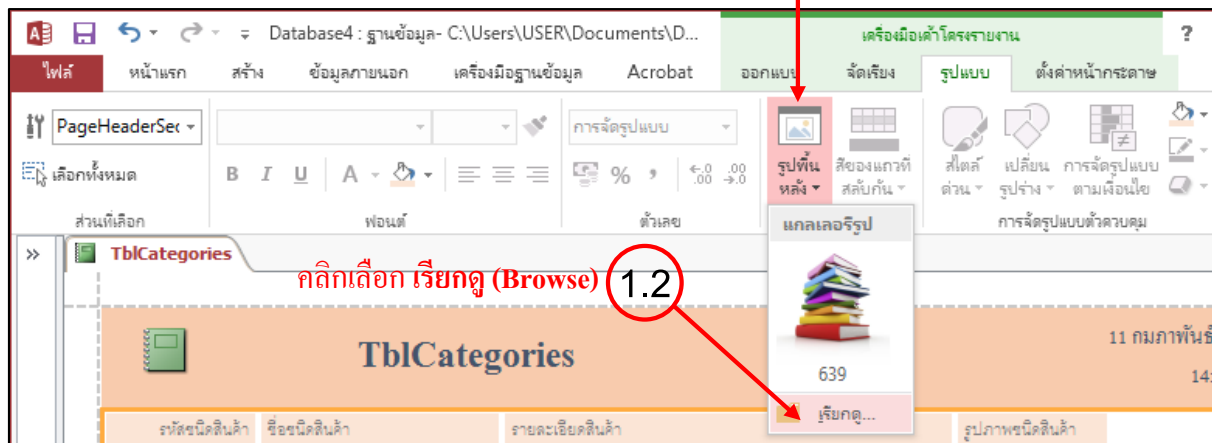 Database4 : ฐานข้อมูล- C:\Users\USER\Documents\D...
เครื่องมือเค้าโครงรายงาน
?
ไฟล์ หน้าแรก สร้าง ข้อมูลภายนอก เครื่องมือฐานข้อมูล Acrobat ออกแบบ จัดเรียง รูปแบบ ตั้งค่าหน้ากระดาษ
PageHeaderSec
การจัดรูปแบบ
เลือกทั้งหมด
B I U A % , .00
รูปพื้นหลัง
สีของแถวที่สลับกัน
สไตล์ด่วน
เปลี่ยนรูปร่าง
การจัดรูปแบบตามเงื่อนไข
ส่วนที่เลือก ฟอนต์ ตัวเลข การจัดรูปแบบตัวควบคุม
แกลเลอรีรูป
639
เรียกดู...
TblCategories
คลิกเลือก เรียกดู (Browse) 1.2
TblCategories
11 กุมภาพันธ์
14:
รหัสชนิดสินค้า ชื่อชนิดสินค้า รายละเอียดสินค้า รูปภาพชนิดสินค้า